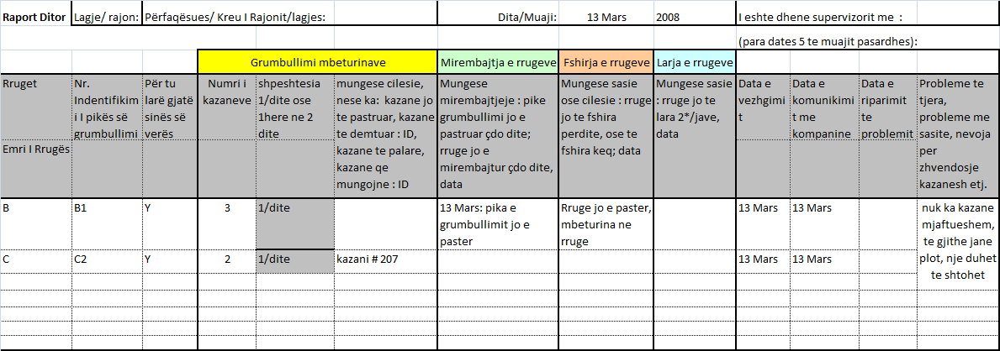 Raport Ditor Lagje/ rajon: Përfaqësues/ Kreu I Rajonit/lagjes: Dita/Muaji: 13 Mars 2008 I eshte dhene supervizorit me :
(para dates 5 te muajit pasardhes):
Grumbullimi mbeturinave Mirembajtja e rrugeve Fshirja e rrugeve Larja e rrugeve
Rruget
Emri I Rrugës
Nr.
Indentifikim
i I pikës së
grumbullimi
Për tu
larë gjatë
sinës së
verës
Numri i
kazaneve
shpeshtesia
1/dite ose
1here ne 2
dite
mungese cilesie,
nese ka: kazane jo
te pastruar, kazane
te demtuar : ID,
kazane te palare,
kazane qe
mungojne : ID
Mungese
mirembajtjeje : pike
grumbullimi jo e
pastruar çdo dite;
rruge jo e
mirembajtur çdo dite,
data
Mungese sasie
ose cilesie : rruge
jo te fshira
perdite, ose te
fshira keq; data
Mungese sasie
: rruge jo te
lara 2*/jave,
data
Data e
vezhgimi
t
Data e
komunikimi
t me
kompanine
Data e
riparimit
te
problemit
Probleme te
tjera,
probleme me
sasite, nevoja
per
zhvendosje
kazanesh etj.
B B1 Y 3 1/dite
13 Mars: pika e
grumbullimit jo e
paster
Rruge jo e paster,
mbeturina ne
rruge
13 Mars 13 Mars
nuk ka kazane
mjaftueshem,
te gjithe jane
plot, nje duhet
te shtohet
C C2 Y 2 1/dite kazani # 207 13 Mars 13 Mars